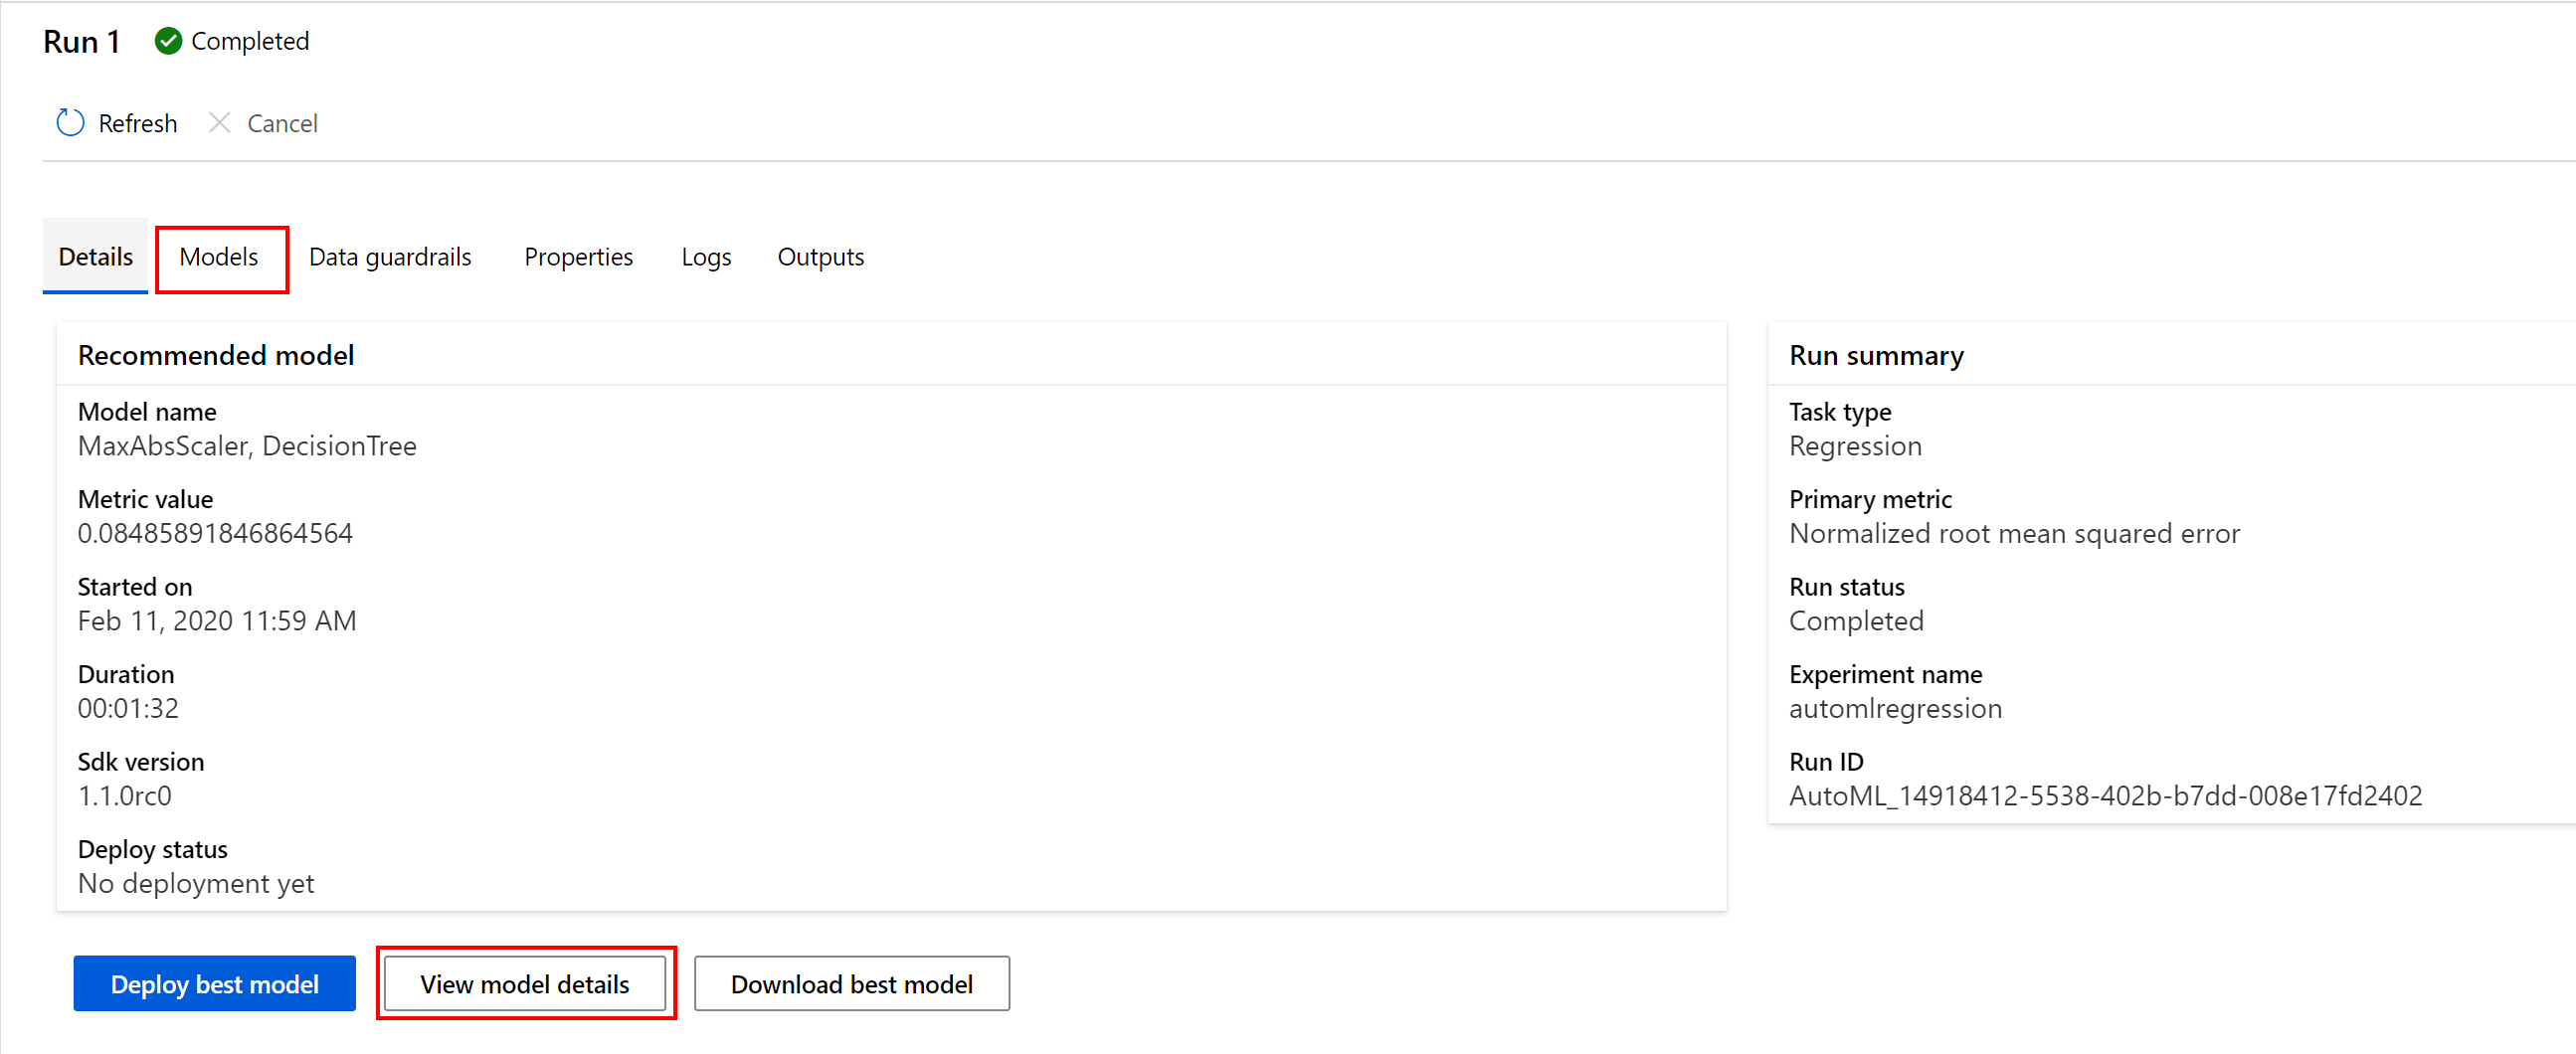 Run 1 Completed
Refresh Cancel
Details Models Data guardrails Properties Logs Outputs
Recommended model
Model name
MaxAbsScaler, DecisionTree
Metric value
0.08485891846864564
Started on
Feb 11, 2020 11:59 AM
Duration
00:01:32
Sdk version
1.1.0rc0
Deploy status
No deployment yet
Deploy best model View model details Download best model
Run summary
Task type
Regression
Primary metric
Normalized root mean squared error
Run status
Completed
Experiment name
automlregression
Run ID
AutoML_14918412-5538-402b-b7dd-008e17fd2402